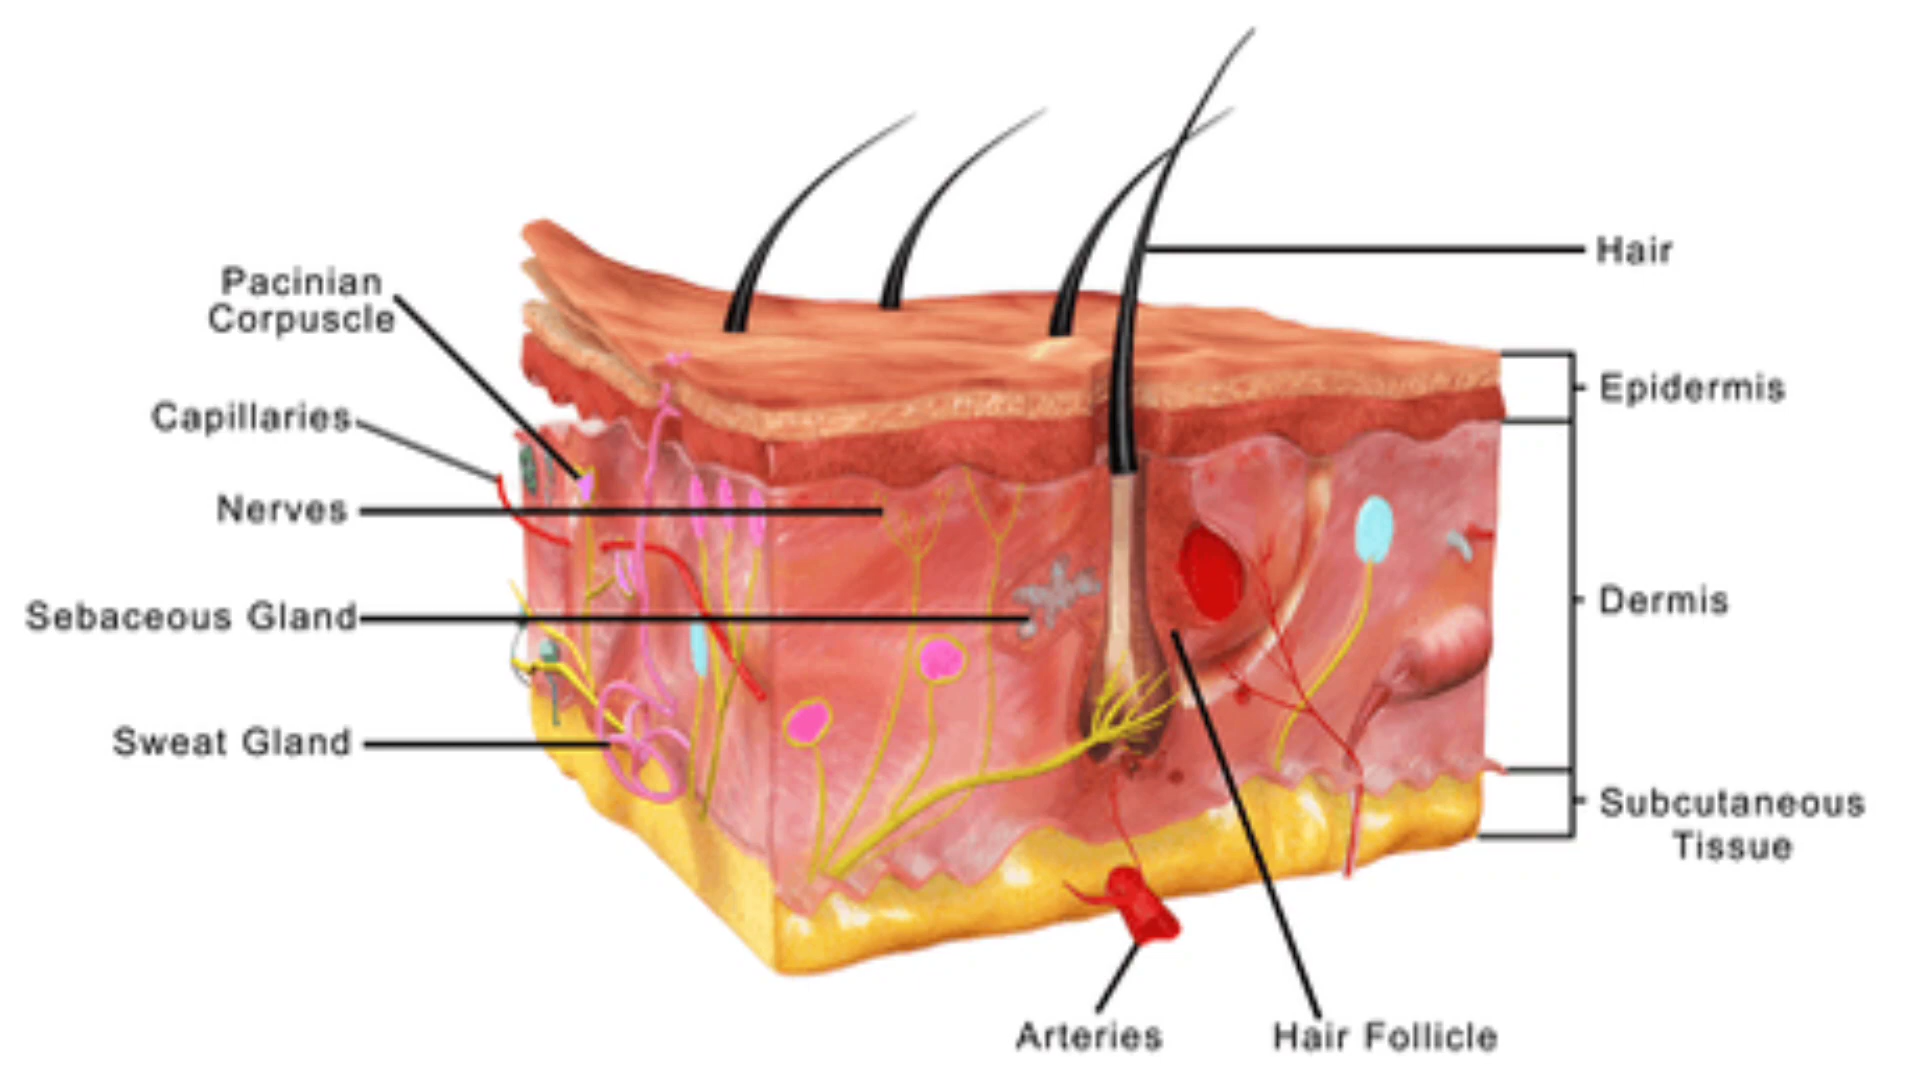 Pacinian
Corpuscle
Capillaries
Nerves
Sebaceous Gland
Sweat Gland
Hair
Epidermis
Dermis
Subcutaneous
Tissue
Arteries
Hair Follicle